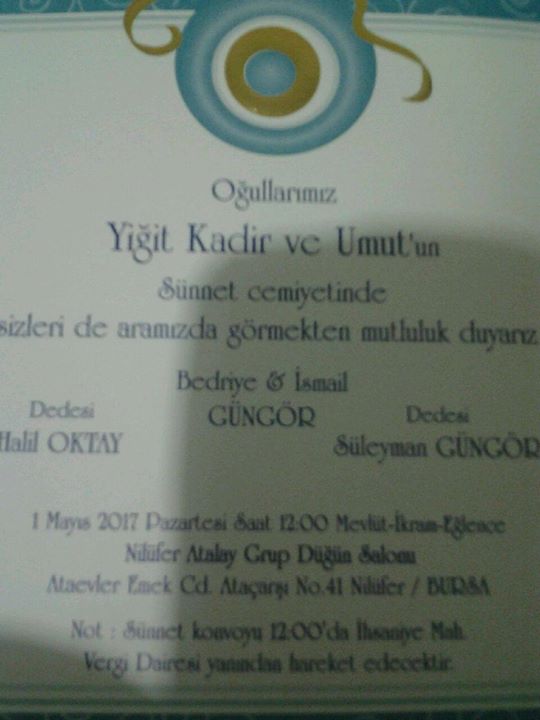 Oğullarımız
Yiğit Kadir ve Umut'un
Sünnet cemiyetinde
sizleri de aramızda görmekten mutluluk duyarız
Bedriye & İsmail
GÜNGÖR
Dedesi
Halil OKTAY
Dedesi
Süleyman GÜNGÖR
1 Mayıs 2017 Pazartesi Saat 12:00 Mevlüt-İkram-Eğlence
Nilüfer Atalay Grup Düğün Salonu
Ataevler Emek Cd. Ataçarşı No.41 Nilüfer / BURSA
Not : Sünnet konvoyu 12:00'da İhsaniye Mah.
Vergi Dairesi yanından hareket edecektir.